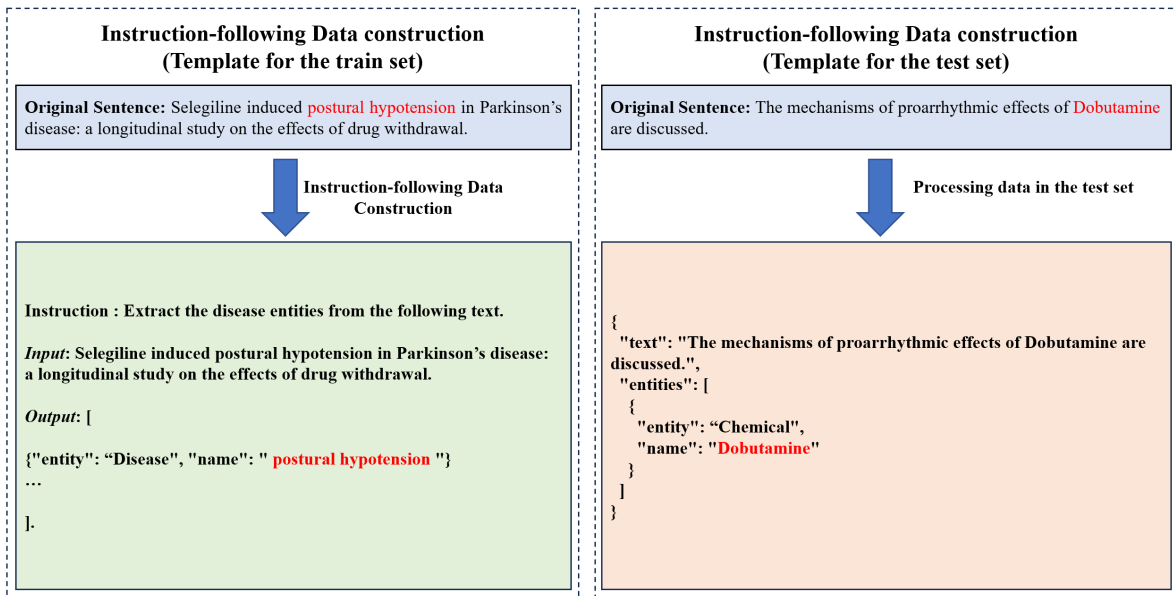 Instruction-following Data construction
(Template for the train set)
Original Sentence: Selegiline induced postural hypotension in Parkinson’s
disease: a longitudinal study on the effects of drug withdrawal.
Instruction-following Data
Construction
Instruction : Extract the disease entities from the following text.
Input: Selegiline induced postural hypotension in Parkinson’s disease:
a longitudinal study on the effects of drug withdrawal.
Output: [
{"entity": “Disease", "name": " postural hypotension "}
...
].
Instruction-following Data construction
(Template for the test set)
Original Sentence: The mechanisms of proarrhythmic effects of Dobutamine
are discussed.
Processing data in the test set
{
"text": "The mechanisms of proarrhythmic effects of Dobutamine are
discussed.",
"entities": [
{
"entity": “Chemical",
"name": "Dobutamine"
}
]
}